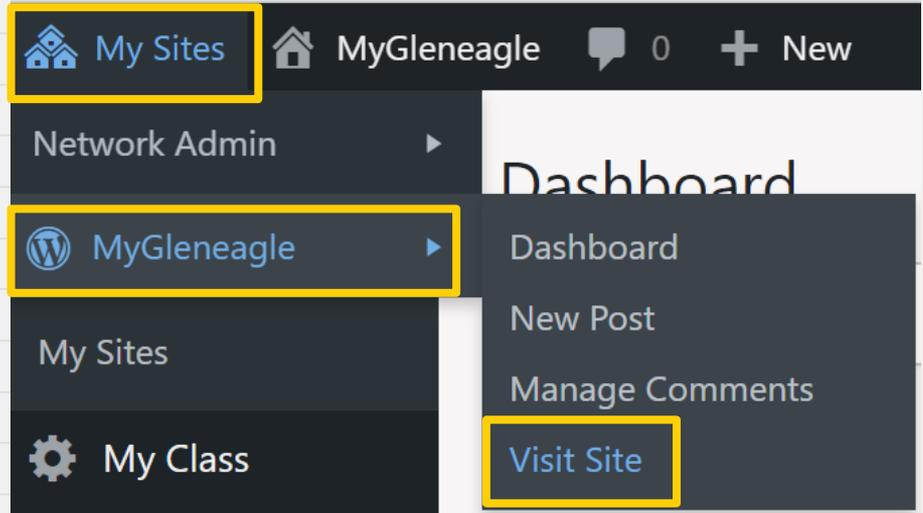 My Sites MyGleneagle 0 New
Network Admin
Dashboard
MyGleneagle
Dashboard
New Post
Manage Comments
Visit Site
My Sites
My Class